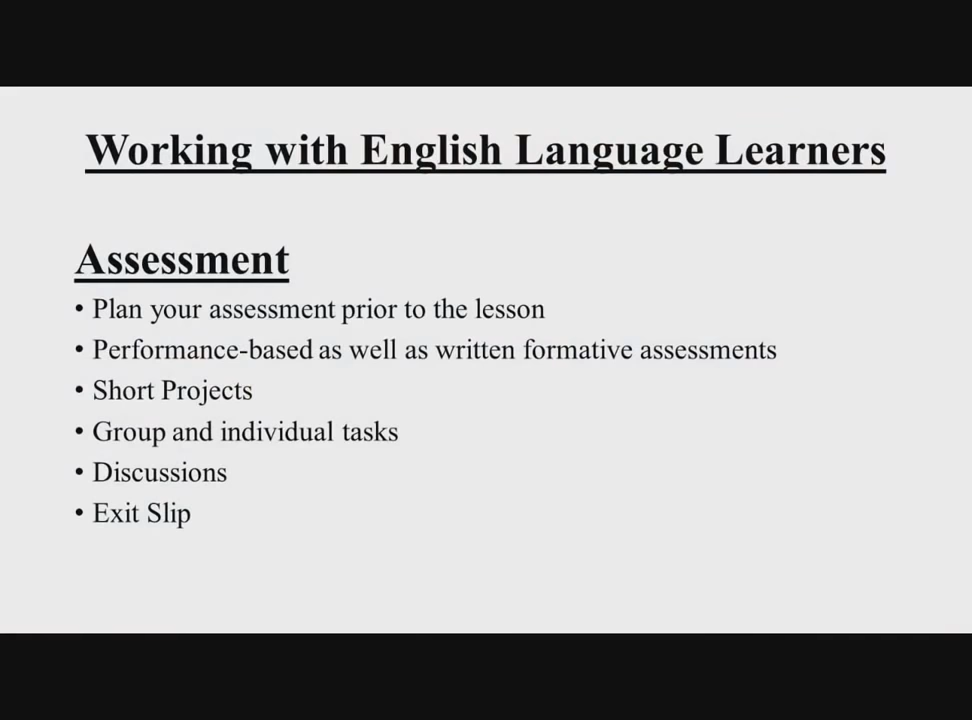 Working with English Language Learners
Assessment
• Plan your assessment prior to the lesson
• Performance-based as well as written formative assessments
• Short Projects
• Group and individual tasks
• Discussions
• Exit Slip